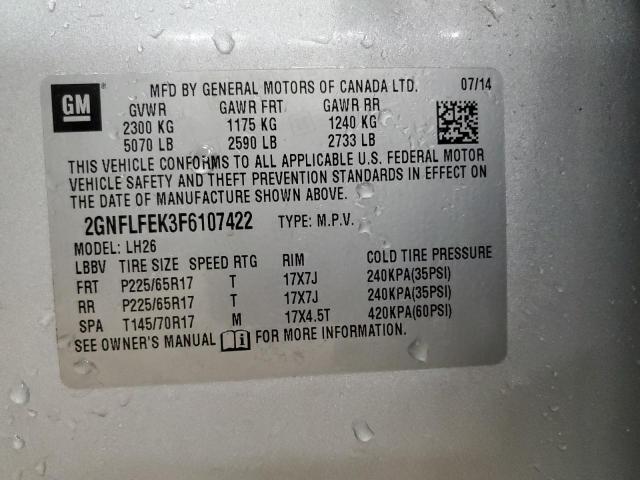 GM
MFD BY GENERAL MOTORS OF CANADA LTD. 07/14
GVWR GAWR FRT GAWR RR
2300 KG 1175 KG 1240 KG
5070 LB 2590 LB 2733 LB
THIS VEHICLE CONFORMS TO ALL APPLICABLE U.S. FEDERAL MOTOR
VEHICLE SAFETY AND THEFT PREVENTION STANDARDS IN EFFECT ON
THE DATE OF MANUFACTURE SHOWN ABOVE.
2GNFLFEK3F6107422 TYPE: M.P.V.
MODEL: LH26
LBBV TIRE SIZE SPEED RTG RIM COLD TIRE PRESSURE
FRT P225/65R17 T 17X7J 240KPA(35PSI)
RR P225/65R17 T 17X7J 240KPA(35PSI)
SPA T145/70R17 M 17X4.5T 420KPA(60PSI)
SEE OWNER'S MANUAL i FOR MORE INFORMATION.